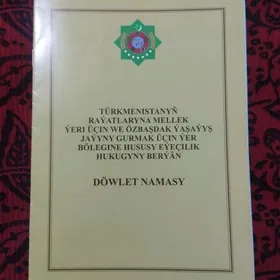 TÜRKMENISTANYŇ
RAÝATLARYNA MELLEK
ÝERI ÜÇIN WE ÖZBAŞDAK ÝAŞAÝYŞ
JAÝYNY GURMAK ÜÇIN ÝER
BÖLEGINE HUSUSY EÝEÇILIK
HUKUGYNY BERÝÄN
DÖWLET NAMASY